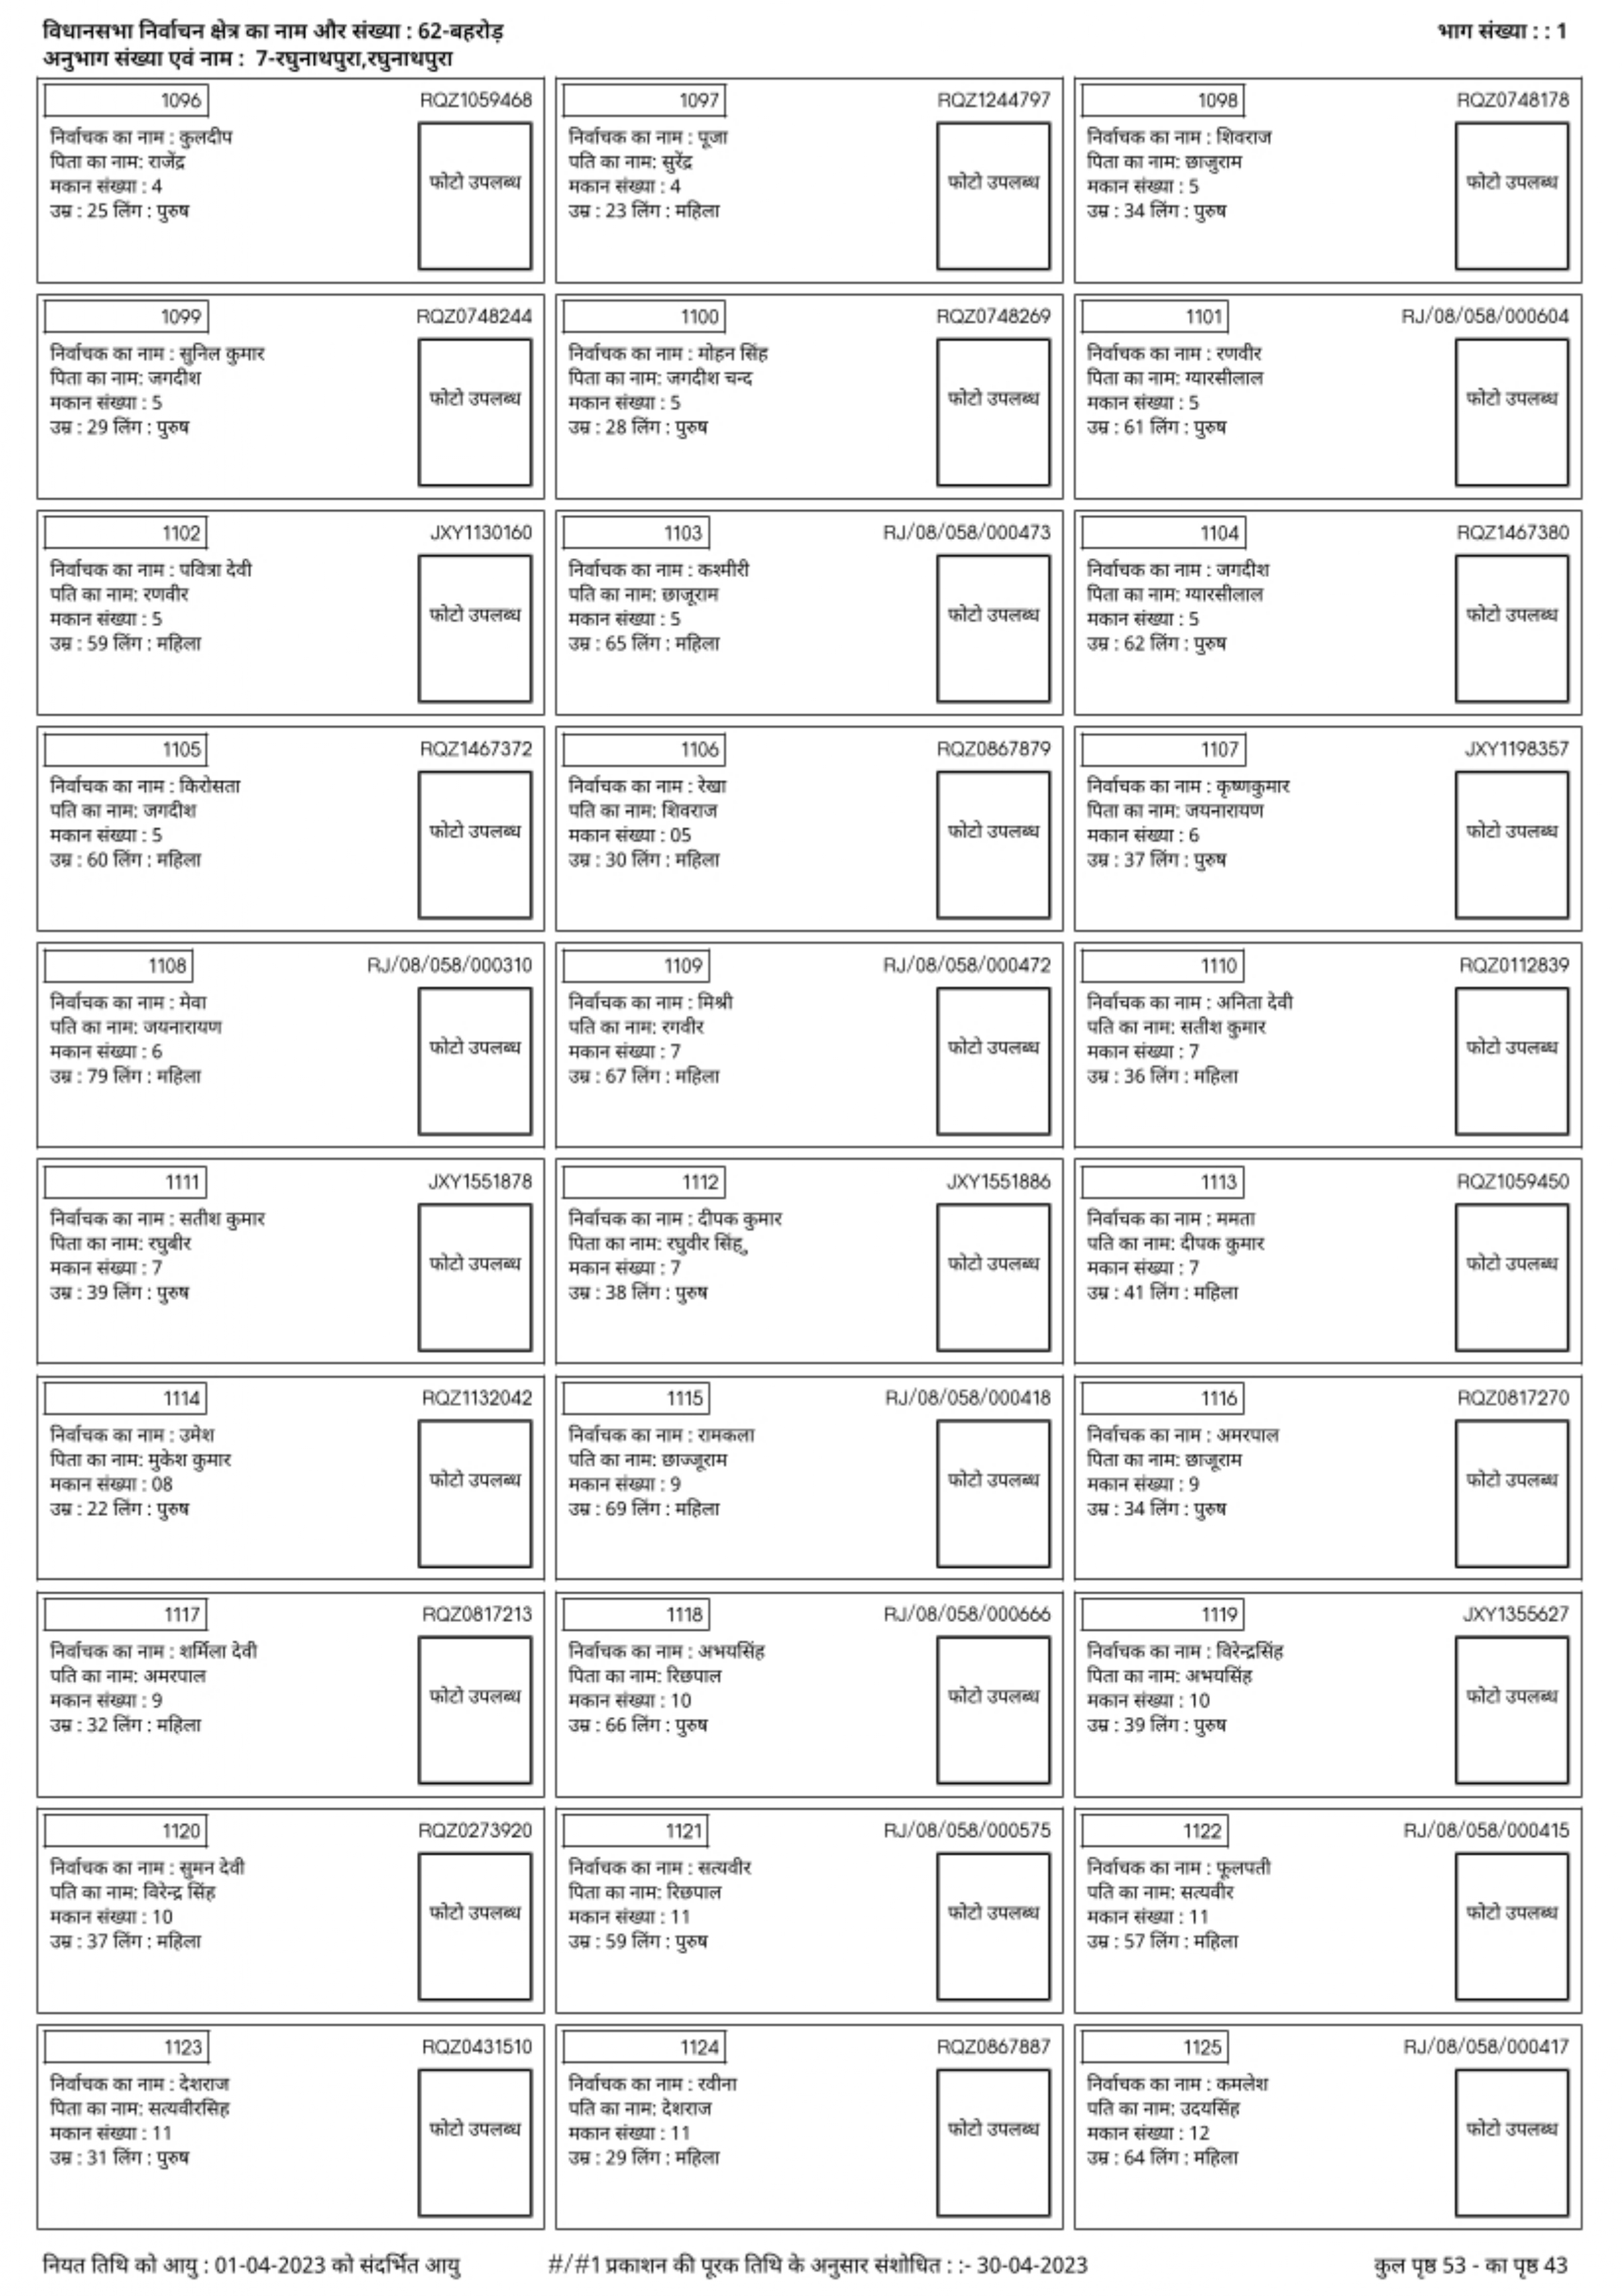 विधानसभा निर्वाचन क्षेत्र का नाम और संख्या : 62-बहरोड़ भाग संख्या : : 1
अनुभाग संख्या एवं नाम : 7-रघुनाथपुरा,रघुनाथपुरा
1096 RQZ1059468
निर्वाचक का नाम : कुलदीप
पिता का नाम: राजेंद्र
मकान संख्या : 4
उम्र : 25 लिंग : पुरुष
फोटो उपलब्ध
1097 RQZ1244797
निर्वाचक का नाम : पूजा
पति का नाम: सुरेंद्र
मकान संख्या : 4
उम्र : 23 लिंग : महिला
फोटो उपलब्ध
1098 RQZ0748178
निर्वाचक का नाम : शिवराज
पिता का नाम: छाजुराम
मकान संख्या : 5
उम्र : 34 लिंग : पुरुष
फोटो उपलब्ध
1099 RQZ0748244
निर्वाचक का नाम : सुनिल कुमार
पिता का नाम: जगदीश
मकान संख्या : 5
उम्र : 29 लिंग : पुरुष
फोटो उपलब्ध
1100 RQZ0748269
निर्वाचक का नाम : मोहन सिंह
पिता का नाम: जगदीश चन्द
मकान संख्या : 5
उम्र : 28 लिंग : पुरुष
फोटो उपलब्ध
1101 RJ/08/058/000604
निर्वाचक का नाम : रणवीर
पिता का नाम: ग्यारसीलाल
मकान संख्या : 5
उम्र : 61 लिंग : पुरुष
फोटो उपलब्ध
1102 JXY1130160
निर्वाचक का नाम : पवित्रा देवी
पति का नाम: रणवीर
मकान संख्या : 5
उम्र : 59 लिंग : महिला
फोटो उपलब्ध
1103 RJ/08/058/000473
निर्वाचक का नाम : कश्मीरी
पति का नाम: छाजूराम
मकान संख्या : 5
उम्र : 65 लिंग : महिला
फोटो उपलब्ध
1104 RQZ1467380
निर्वाचक का नाम : जगदीश
पिता का नाम: ग्यारसीलाल
मकान संख्या : 5
उम्र : 62 लिंग : पुरुष
फोटो उपलब्ध
1105 RQZ1467372
निर्वाचक का नाम : किरोसता
पति का नाम: जगदीश
मकान संख्या : 5
उम्र : 60 लिंग : महिला
फोटो उपलब्ध
1106 RQZ0867879
निर्वाचक का नाम : रेखा
पति का नाम: शिवराज
मकान संख्या : 05
उम्र : 30 लिंग : महिला
फोटो उपलब्ध
1107 JXY1198357
निर्वाचक का नाम : कृष्णकुमार
पिता का नाम: जयनारायण
मकान संख्या : 6
उम्र : 37 लिंग : पुरुष
फोटो उपलब्ध
1108 RJ/08/058/000310
निर्वाचक का नाम : मेवा
पति का नाम: जयनारायण
मकान संख्या : 6
उम्र : 79 लिंग : महिला
फोटो उपलब्ध
1109 RJ/08/058/000472
निर्वाचक का नाम : मिश्री
पति का नाम: रगवीर
मकान संख्या : 7
उम्र : 67 लिंग : महिला
फोटो उपलब्ध
1110 RQZ0112839
निर्वाचक का नाम : अनिता देवी
पति का नाम: सतीश कुमार
मकान संख्या : 7
उम्र : 36 लिंग : महिला
फोटो उपलब्ध
1111 JXY1551878
निर्वाचक का नाम : सतीश कुमार
पिता का नाम: रघुबीर
मकान संख्या : 7
उम्र : 39 लिंग : पुरुष
फोटो उपलब्ध
1112 JXY1551886
निर्वाचक का नाम : दीपक कुमार
पिता का नाम: रघुवीर सिंह ु
मकान संख्या : 7
उम्र : 38 लिंग : पुरुष
फोटो उपलब्ध
1113 RQZ1059450
निर्वाचक का नाम : ममता
पति का नाम: दीपक कुमार
मकान संख्या : 7
उम्र : 41 लिंग : महिला
फोटो उपलब्ध
1114 RQZ1132042
निर्वाचक का नाम : उमेश
पिता का नाम: मुकेश कुमार
मकान संख्या : 08
उम्र : 22 लिंग : पुरुष
फोटो उपलब्ध
1115 RJ/08/058/000418
निर्वाचक का नाम : रामकला
पति का नाम: छाज्जूराम
मकान संख्या : 9
उम्र : 69 लिंग : महिला
फोटो उपलब्ध
1116 RQZ0817270
निर्वाचक का नाम : अमरपाल
पिता का नाम: छाजूराम
मकान संख्या : 9
उम्र : 34 लिंग : पुरुष
फोटो उपलब्ध
1117 RQZ0817213
निर्वाचक का नाम : शर्मिला देवी
पति का नाम: अमरपाल
मकान संख्या : 9
उम्र : 32 लिंग : महिला
फोटो उपलब्ध
1118 RJ/08/058/000666
निर्वाचक का नाम : अभयसिंह
पिता का नाम: रिछपाल
मकान संख्या : 10
उम्र : 66 लिंग : पुरुष
फोटो उपलब्ध
1119 JXY1355627
निर्वाचक का नाम : विरेन्द्रसिंह
पिता का नाम: अभयसिंह
मकान संख्या : 10
उम्र : 39 लिंग : पुरुष
फोटो उपलब्ध
1120 RQZ0273920
निर्वाचक का नाम : सुमन देवी
पति का नाम: विरेन्द्र सिंह
मकान संख्या : 10
उम्र : 37 लिंग : महिला
फोटो उपलब्ध
1121 RJ/08/058/000575
निर्वाचक का नाम : सत्यवीर
पिता का नाम: रिछपाल
मकान संख्या : 11
उम्र : 59 लिंग : पुरुष
फोटो उपलब्ध
1122 RJ/08/058/000415
निर्वाचक का नाम : फूलपती
पति का नाम: सत्यवीर
मकान संख्या : 11
उम्र : 57 लिंग : महिला
फोटो उपलब्ध
1123 RQZ0431510
निर्वाचक का नाम : देशराज
पिता का नाम: सत्यवीरसिह
मकान संख्या : 11
उम्र : 31 लिंग : पुरुष
फोटो उपलब्ध
1124 RQZ0867887
निर्वाचक का नाम : रवीना
पति का नाम: देशराज
मकान संख्या : 11
उम्र : 29 लिंग : महिला
फोटो उपलब्ध
1125 RJ/08/058/000417
निर्वाचक का नाम : कमलेश
पति का नाम: उदयसिंह
मकान संख्या : 12
उम्र : 64 लिंग : महिला
फोटो उपलब्ध
नियत तिथि को आयु : 01-04-2023 को संदर्भित आयु #/#1 प्रकाशन की पूरक तिथि के अनुसार संशोधित : :- 30-04-2023 कुल पृष्ठ 53 - का पृष्ठ 43